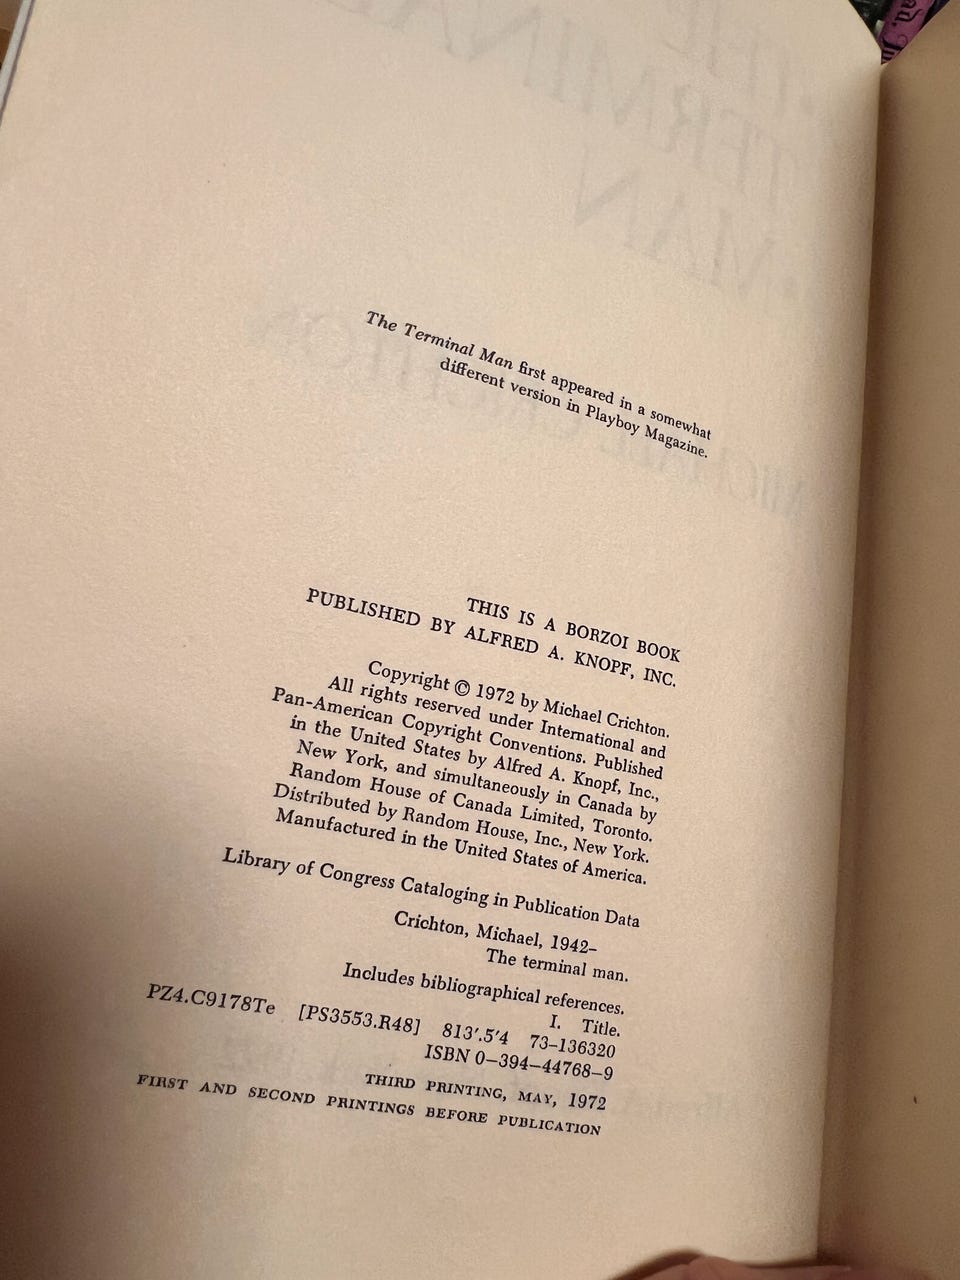 The Terminal Man first appeared in a somewhat
different version in Playboy Magazine.
THIS IS A BORZOI BOOK
PUBLISHED BY ALFRED A. KNOPF, INC.
Copyright © 1972 by Michael Crichton.
All rights reserved under International and
Pan-American Copyright Conventions. Published
in the United States by Alfred A. Knopf, Inc.,
New York, and simultaneously in Canada by
Random House of Canada Limited, Toronto.
Distributed by Random House, Inc., New York.
Manufactured in the United States of America.
Library of Congress Cataloging in Publication Data
Crichton, Michael, 1942–
The terminal man.
Includes bibliographical references.
I. Title.
PZ4.C9178Te [PS3553.R48] 813'.5'4 73–136320
ISBN 0–394–44768–9
THIRD PRINTING, MAY, 1972
FIRST AND SECOND PRINTINGS BEFORE PUBLICATION